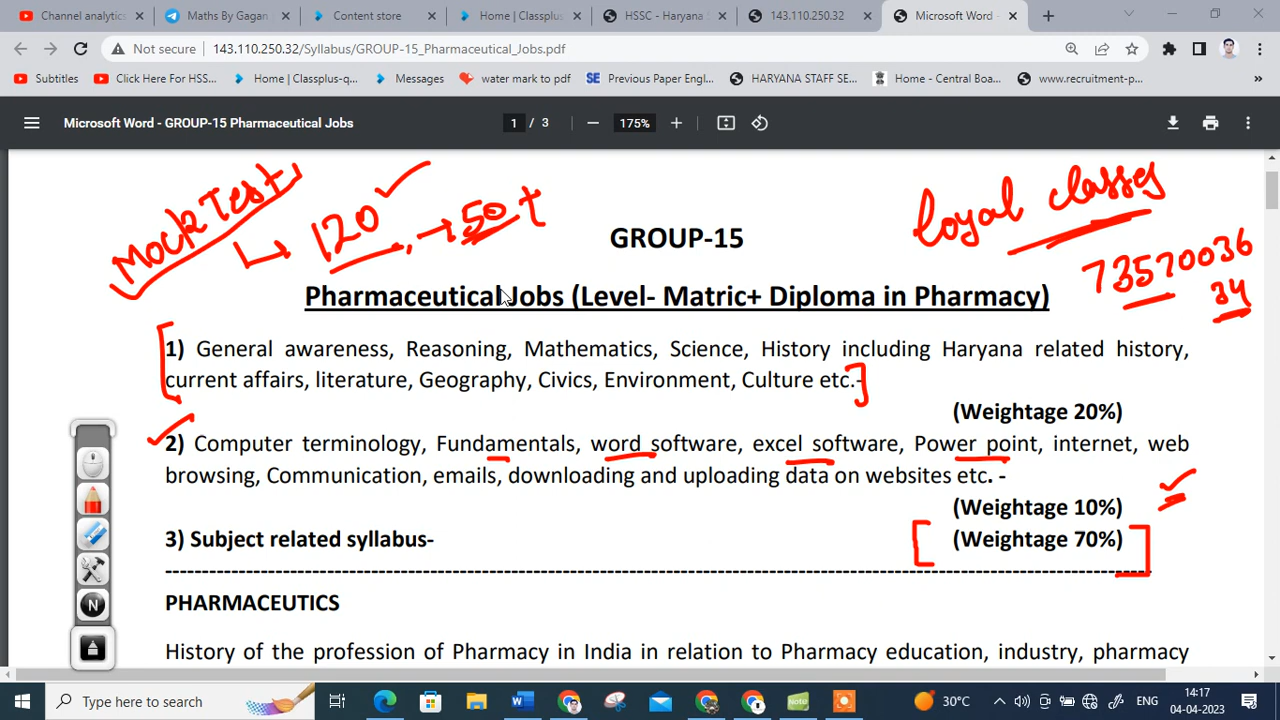 Channel analytics
Maths By Gagan
Content store
Home | Classplus
HSSC - Haryana S
143.110.250.32
Microsoft Word -
Not secure
143.110.250.32/Syllabus/GROUP-15_Pharmaceutical_Jobs.pdf
Subtitles
Click Here For HSS...
Home | Classplus-q...
Messages
water mark to pdf
SE
Previous Paper Engl...
HARYANA STAFF SE...
Home - Central Boa...
www.recruitment-p...
Microsoft Word - GROUP-15 Pharmaceutical Jobs
1 / 3
175%
Mock Test
120 → 50 t
loyal classes
73570036
34
GROUP-15
Pharmaceutical Jobs (Level- Matric+ Diploma in Pharmacy)
1) General awareness, Reasoning, Mathematics, Science, History including Haryana related history,
current affairs, literature, Geography, Civics, Environment, Culture etc.-
(Weightage 20%)
2) Computer terminology, Fundamentals, word software, excel software, Power point, internet, web
browsing, Communication, emails, downloading and uploading data on websites etc. -
(Weightage 10%)
3) Subject related syllabus- (Weightage 70%)
--------------------------------------------------------------------------------
PHARMACEUTICS
History of the profession of Pharmacy in India in relation to Pharmacy education, industry, pharmacy
N
Type here to search
30°C
ENG
14:17
04-04-2023